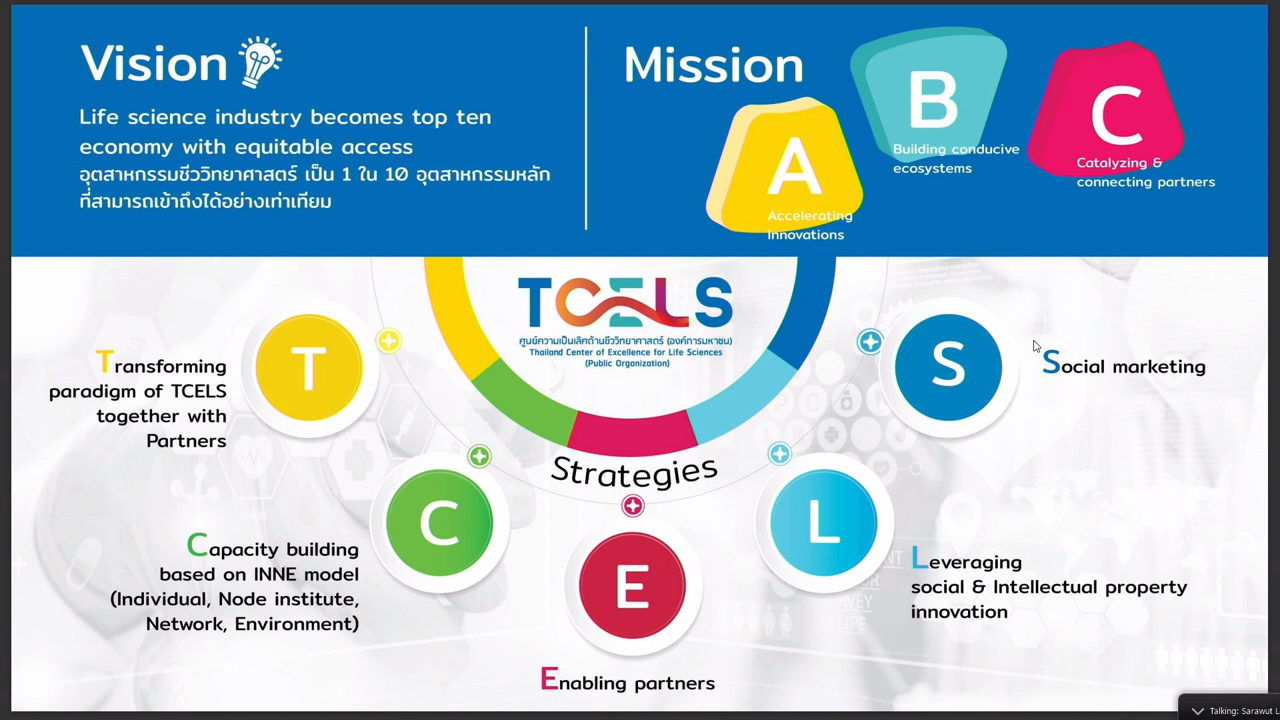 Vision
Life science industry becomes top ten
economy with equitable access
อุตสาหกรรมชีววิทยาศาสตร์ เป็น 1 ใน 10 อุตสาหกรรมหลัก
ที่สามารถเข้าถึงได้อย่างเท่าเทียม
Mission
A
Accelerating
Innovations
B
Building conducive
ecosystems
C
Catalyzing &
connecting partners
TCELS
ศูนย์ความเป็นเลิศด้านชีววิทยาศาสตร์ (องค์การมหาชน)
Thailand Center of Excellence for Life Sciences
(Public Organization)
Strategies
T
Transforming
paradigm of TCELS
together with
Partners
C
Capacity building
based on INNE model
(Individual, Node institute,
Network, Environment)
E
Enabling partners
L
Leveraging
social & Intellectual property
innovation
S
Social marketing
Talking: Sarawut L